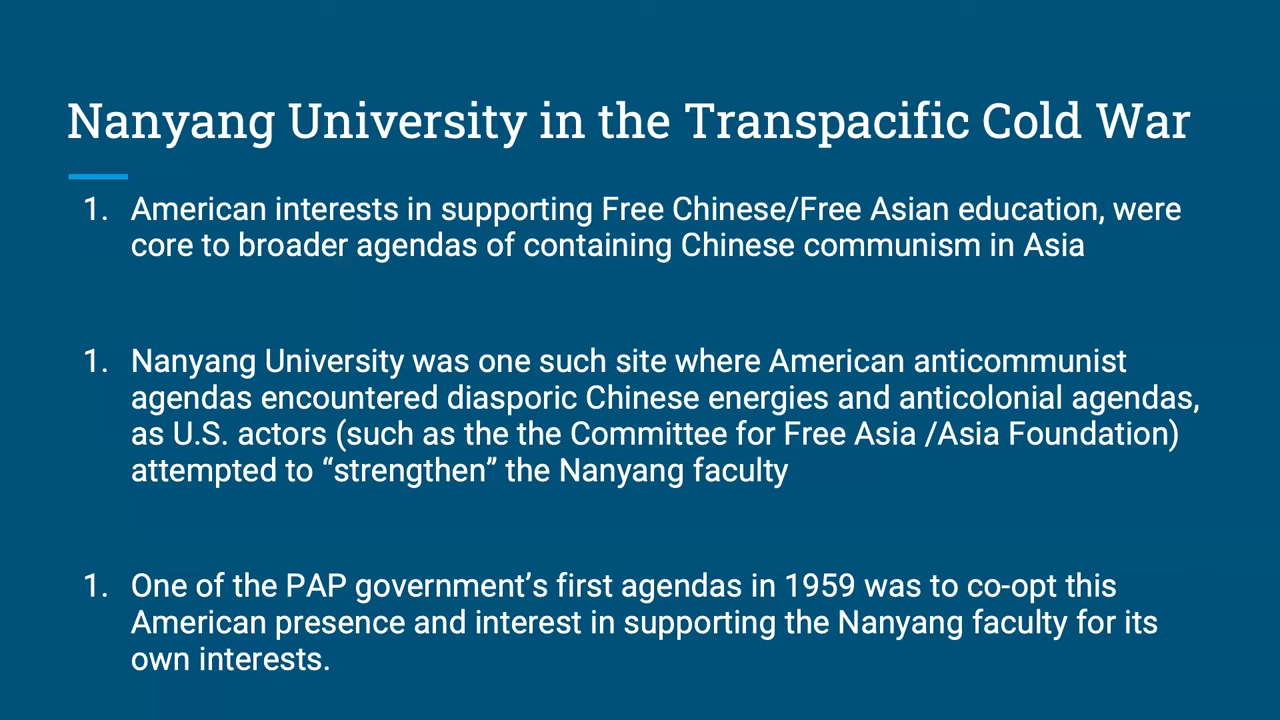 Nanyang University in the Transpacific Cold War
1. American interests in supporting Free Chinese/Free Asian education, were
core to broader agendas of containing Chinese communism in Asia
1. Nanyang University was one such site where American anticommunist
agendas encountered diasporic Chinese energies and anticolonial agendas,
as U.S. actors (such as the the Committee for Free Asia /Asia Foundation)
attempted to “strengthen” the Nanyang faculty
1. One of the PAP government’s first agendas in 1959 was to co-opt this
American presence and interest in supporting the Nanyang faculty for its
own interests.